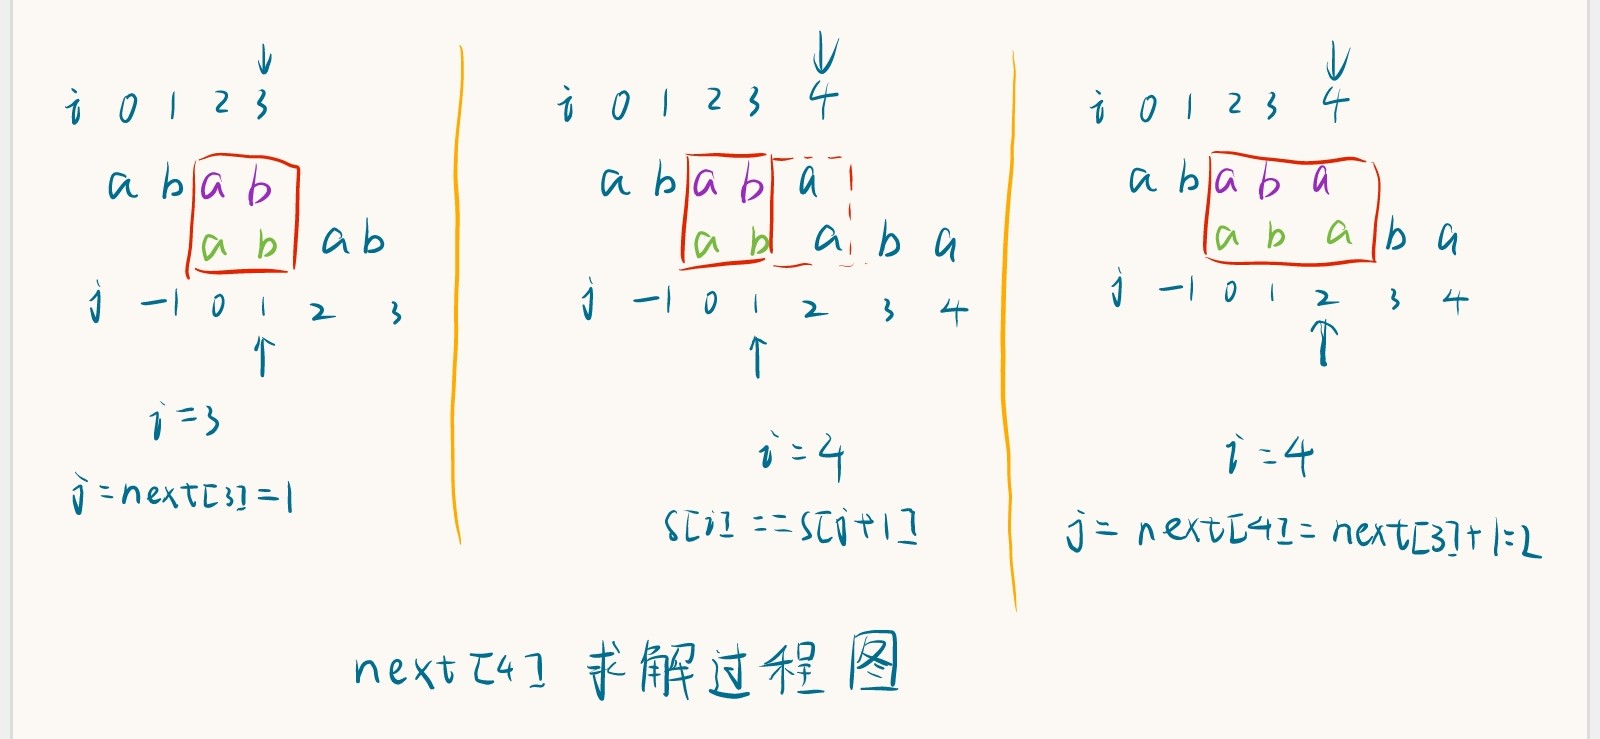 i 0 1 2 3
a b a b
a b a b
j -1 0 1 2 3
i=3
j=next[3]=1
i 0 1 2 3 4
a b a b a
a b a b a
j -1 0 1 2 3 4
i=4
s[i]==s[j+1]
i 0 1 2 3 4
a b a b a
a b a b a
j -1 0 1 2 3 4
i=4
j=next[4]=next[3]+1=2
next[4] 求解过程图